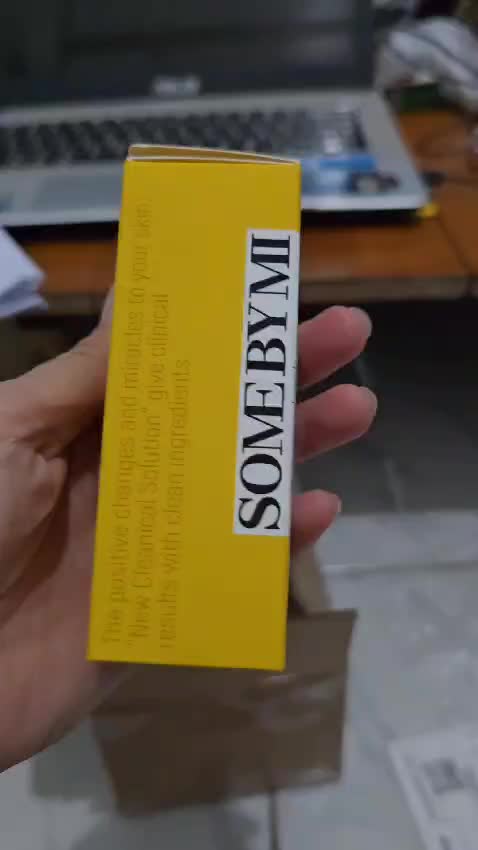 SOMEBYMI
The positive changes and miracles to your skin.
"New Cleanical Solution" give clinical
results with clean ingredients